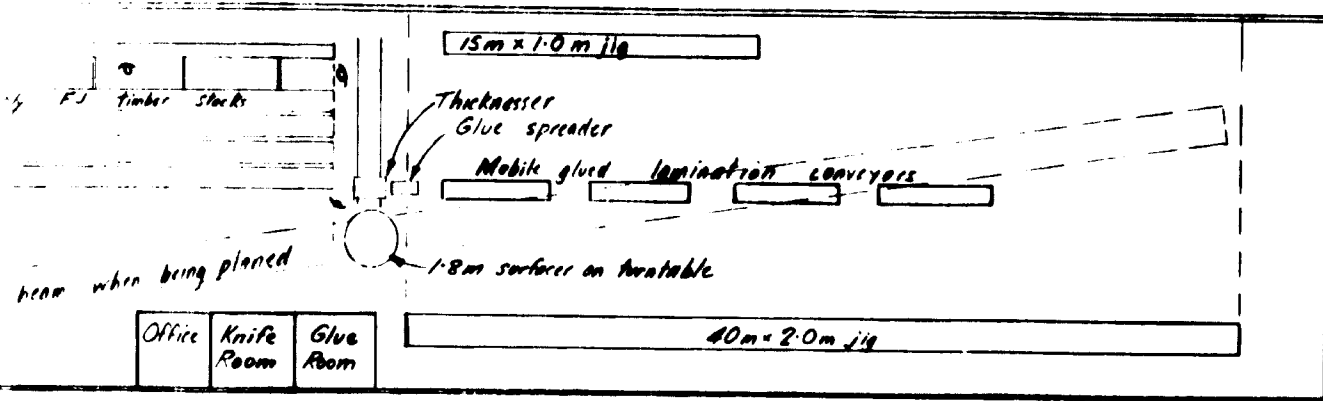 15m x 1.0m jig
FJ timber stocks
Thicknesser
Glue spreader
Mobile glued lamination conveyors
1.8m surfacer on turntable
beam when being planed
Office
Knife Room
Glue Room
40m x 2.0m jig